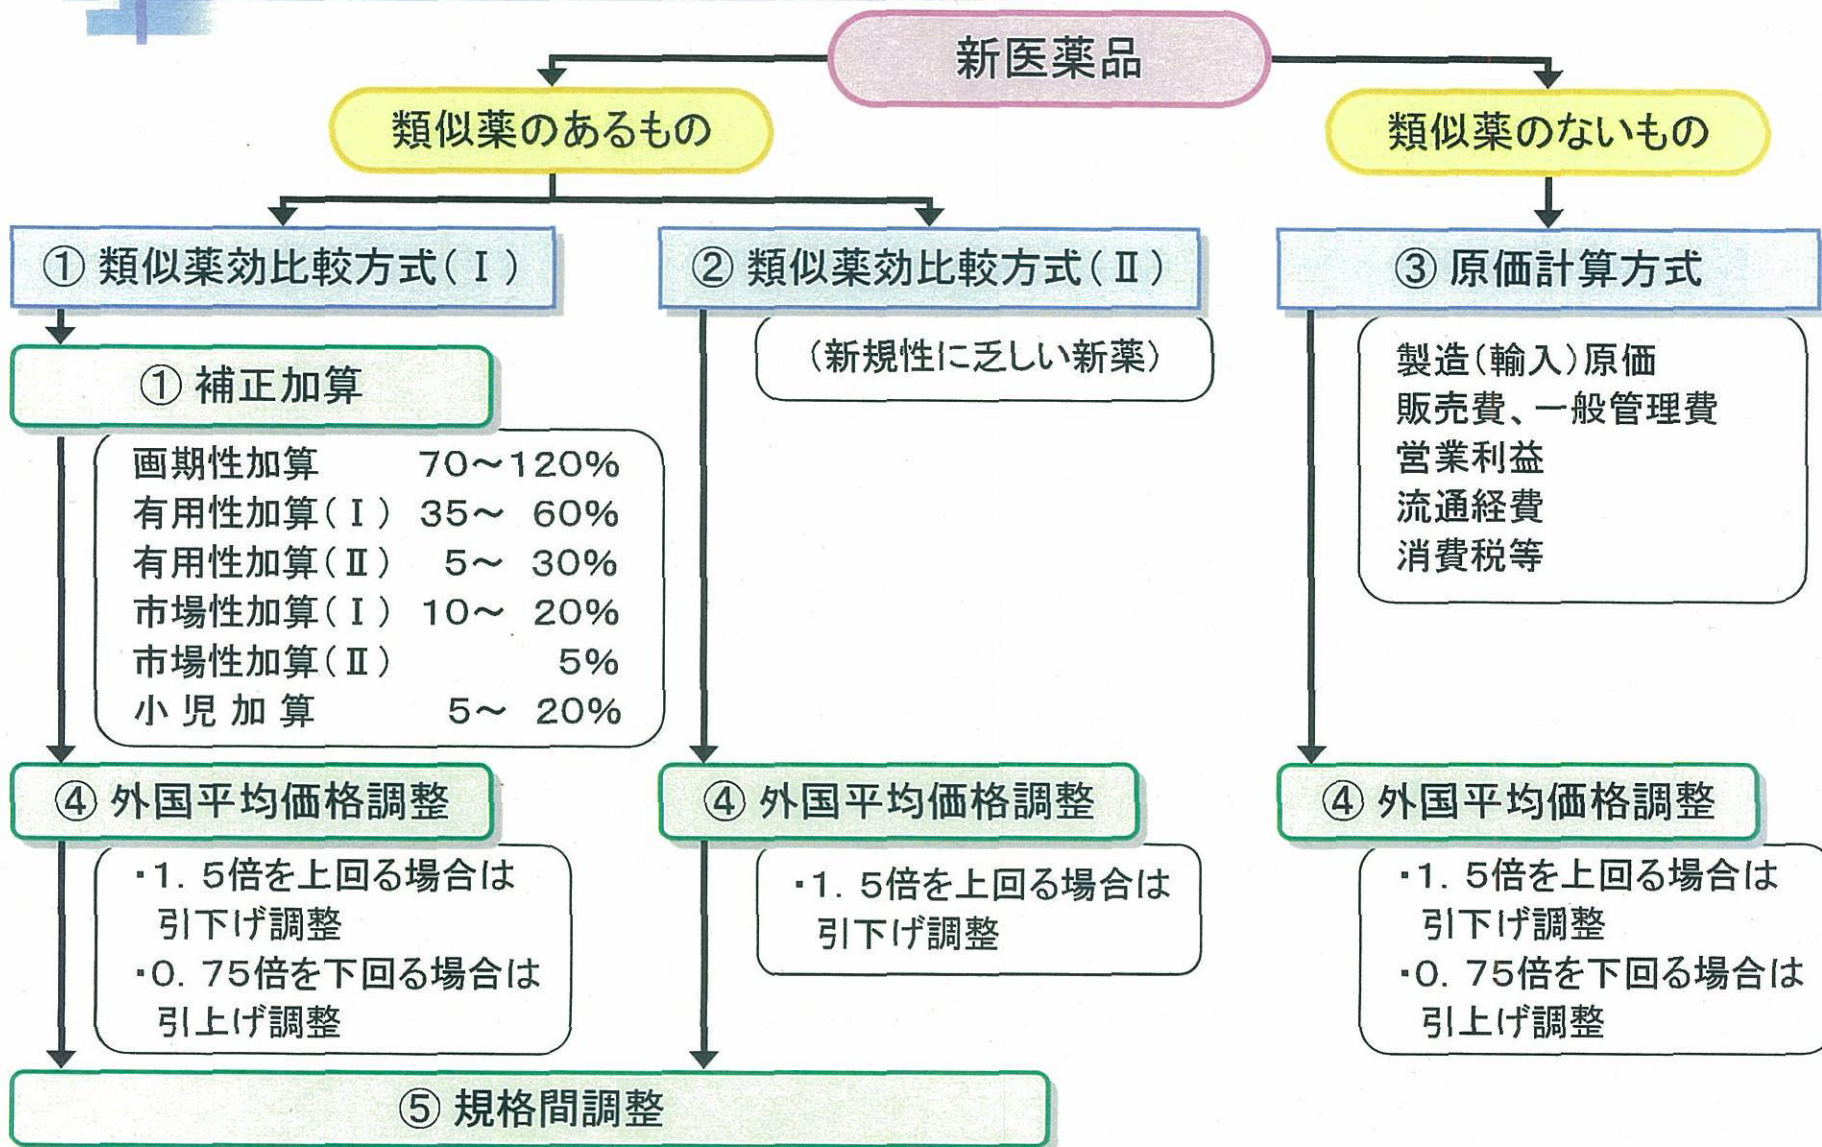 新医薬品
類似薬のあるもの
類似薬のないもの
① 類似薬効比較方式(Ⅰ)
② 類似薬効比較方式(Ⅱ)
③ 原価計算方式
① 補正加算
(新規性に乏しい新薬)
製造(輸入)原価
販売費、一般管理費
営業利益
流通経費
消費税等
画期性加算 70～120%
有用性加算(Ⅰ) 35～ 60%
有用性加算(Ⅱ) 5～ 30%
市場性加算(Ⅰ) 10～ 20%
市場性加算(Ⅱ) 5%
小児加算 5～ 20%
④ 外国平均価格調整
・1. 5倍を上回る場合は
引下げ調整
・0. 75倍を下回る場合は
引上げ調整
④ 外国平均価格調整
・1. 5倍を上回る場合は
引下げ調整
④ 外国平均価格調整
・1. 5倍を上回る場合は
引下げ調整
・0. 75倍を下回る場合は
引上げ調整
⑤ 規格間調整